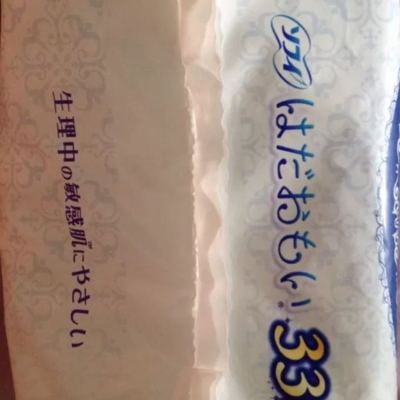 ソフィ
はだおもい
33
生理中の敏感肌にやさしい